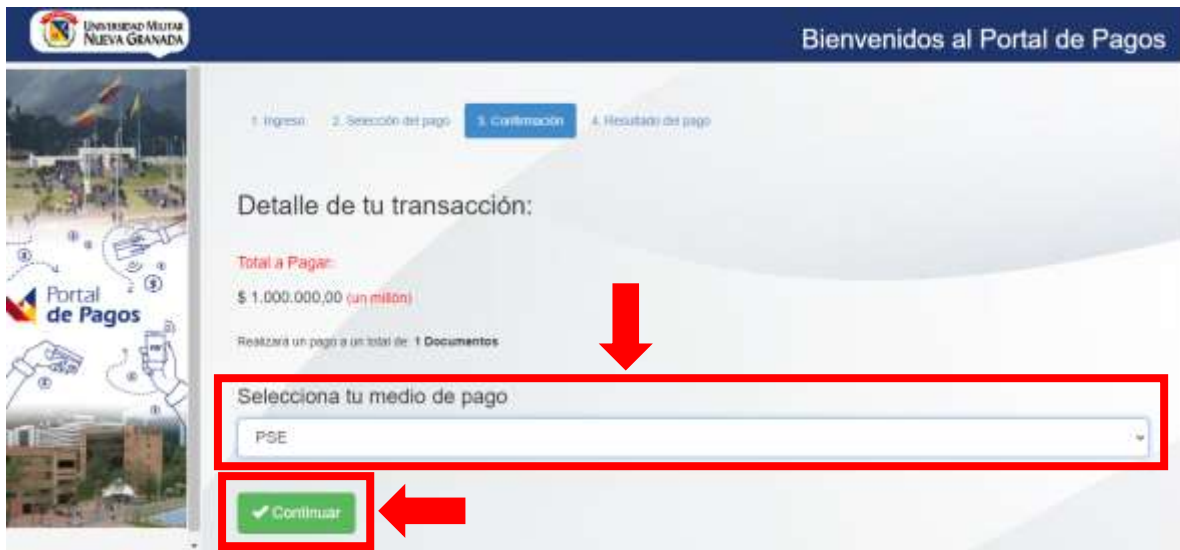 UNIVERSIDAD MILITAR
NUEVA GRANADA
Bienvenidos al Portal de Pagos
1. Ingreso 2. Selección del pago 3. Confirmación 4. Resultado del pago
Detalle de tu transacción:
Total a Pagar:
$ 1.000.000,00 (un millón)
Realizará un pago a un total de: 1 Documentos
Portal
de Pagos
Selecciona tu medio de pago
PSE
Continuar